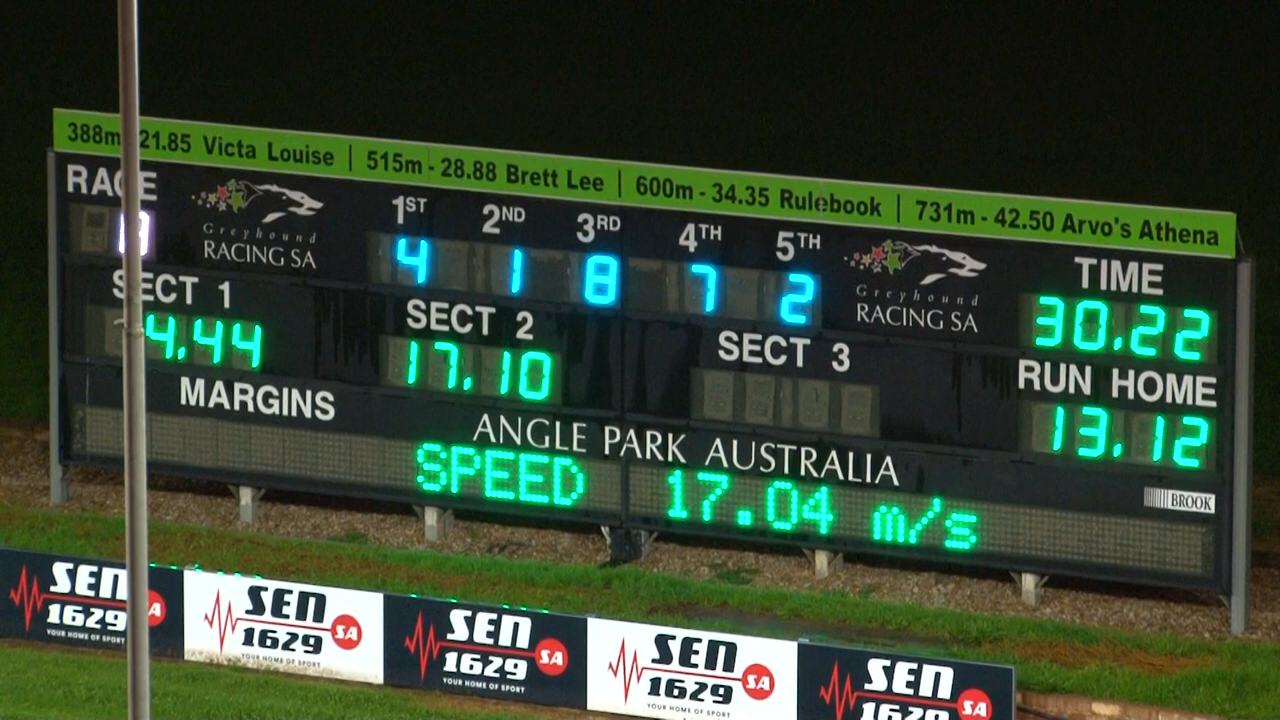 388m 21.85 Victa Louise | 515m - 28.88 Brett Lee | 600m - 34.35 Rulebook | 731m - 42.50 Arvo's Athena
RACE
Greyhound
RACING SA
1ST 2ND 3RD 4TH 5TH
4 1 8 7 2
Greyhound
RACING SA
TIME
30.22
SECT 1
4.44
SECT 2
17.10
SECT 3
RUN HOME
13.12
MARGINS
ANGLE PARK AUSTRALIA
SPEED 17.04 m/s
BROOK
SEN
1629
YOUR HOME OF SPORT
SEN
1629 SA
YOUR HOME OF SPORT
SEN
1629 SA
YOUR HOME OF SPORT
SEN
1629 SA
YOUR HOME OF SPORT
SEN
1629 SA